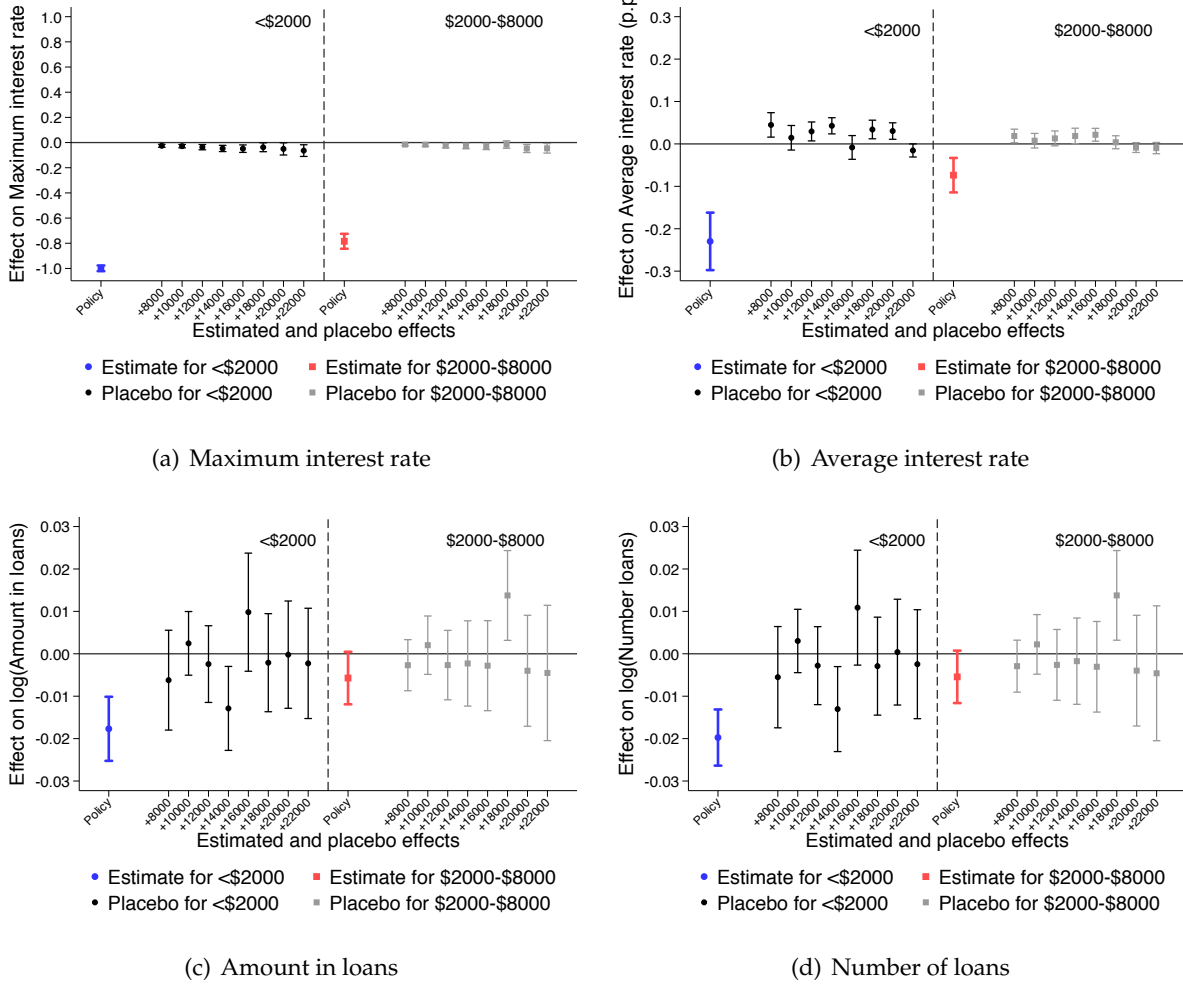 Effect on Maximum interest rate
1.0
0.8
0.6
0.4
0.2
0.0
-0.2
-0.4
-0.6
-0.8
-1.0
<$2000
$2000-$8000
Policy
+8000
+10000
+12000
+14000
+16000
+18000
+20000
+22000
Policy
+8000
+10000
+12000
+14000
+16000
+18000
+20000
+22000
Estimated and placebo effects
Estimate for <$2000
Estimate for $2000-$8000
Placebo for <$2000
Placebo for $2000-$8000
(a) Maximum interest rate
Effect on Average interest rate (p.p
0.3
0.2
0.1
0.0
-0.1
-0.2
-0.3
<$2000
$2000-$8000
Policy
+8000
+10000
+12000
+14000
+16000
+18000
+20000
+22000
Policy
+8000
+10000
+12000
+14000
+16000
+18000
+20000
+22000
Estimated and placebo effects
Estimate for <$2000
Estimate for $2000-$8000
Placebo for <$2000
Placebo for $2000-$8000
(b) Average interest rate
Effect on log(Amount in loans)
0.03
0.02
0.01
0.00
-0.01
-0.02
-0.03
<$2000
$2000-$8000
Policy
+8000
+10000
+12000
+14000
+16000
+18000
+20000
+22000
Policy
+8000
+10000
+12000
+14000
+16000
+18000
+20000
+22000
Estimated and placebo effects
Estimate for <$2000
Estimate for $2000-$8000
Placebo for <$2000
Placebo for $2000-$8000
(c) Amount in loans
Effect on log(Number loans)
0.03
0.02
0.01
0.00
-0.01
-0.02
-0.03
<$2000
$2000-$8000
Policy
+8000
+10000
+12000
+14000
+16000
+18000
+20000
+22000
Policy
+8000
+10000
+12000
+14000
+16000
+18000
+20000
+22000
Estimated and placebo effects
Estimate for <$2000
Estimate for $2000-$8000
Placebo for <$2000
Placebo for $2000-$8000
(d) Number of loans